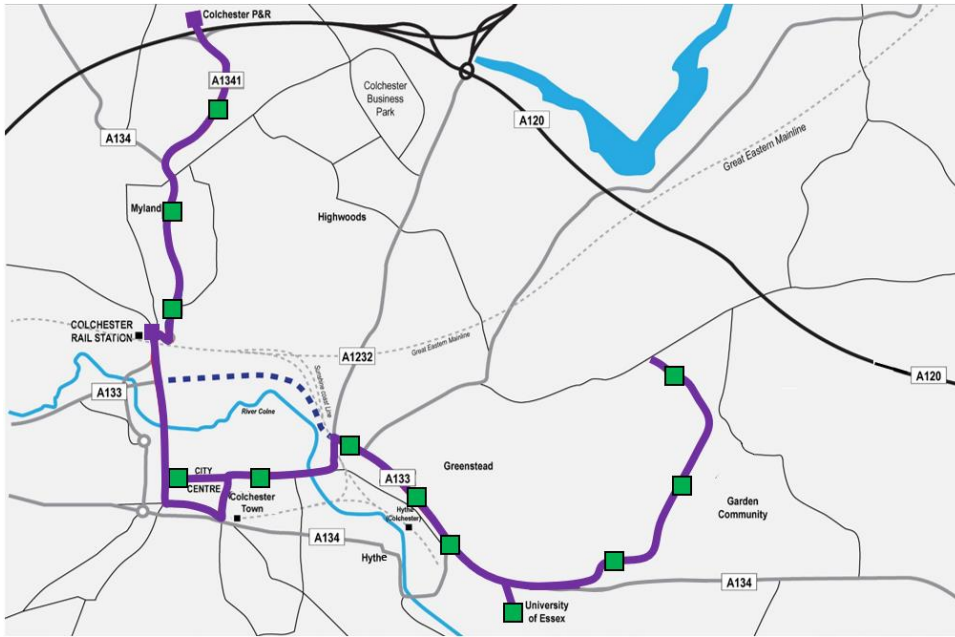 Colchester P&R
A1341
Colchester
Business
Park
A120
A134
Great Eastern Mainline
Myland
Highwoods
COLCHESTER
RAIL STATION
A1232
Great Eastern Mainline
Sunshine coast Line
A133
A120
River Colne
CITY
CENTRE
Greenstead
A133
Colchester
Town
Garden
Community
Hythe
(Colchester)
A134
Hythe
A134
University
of Essex